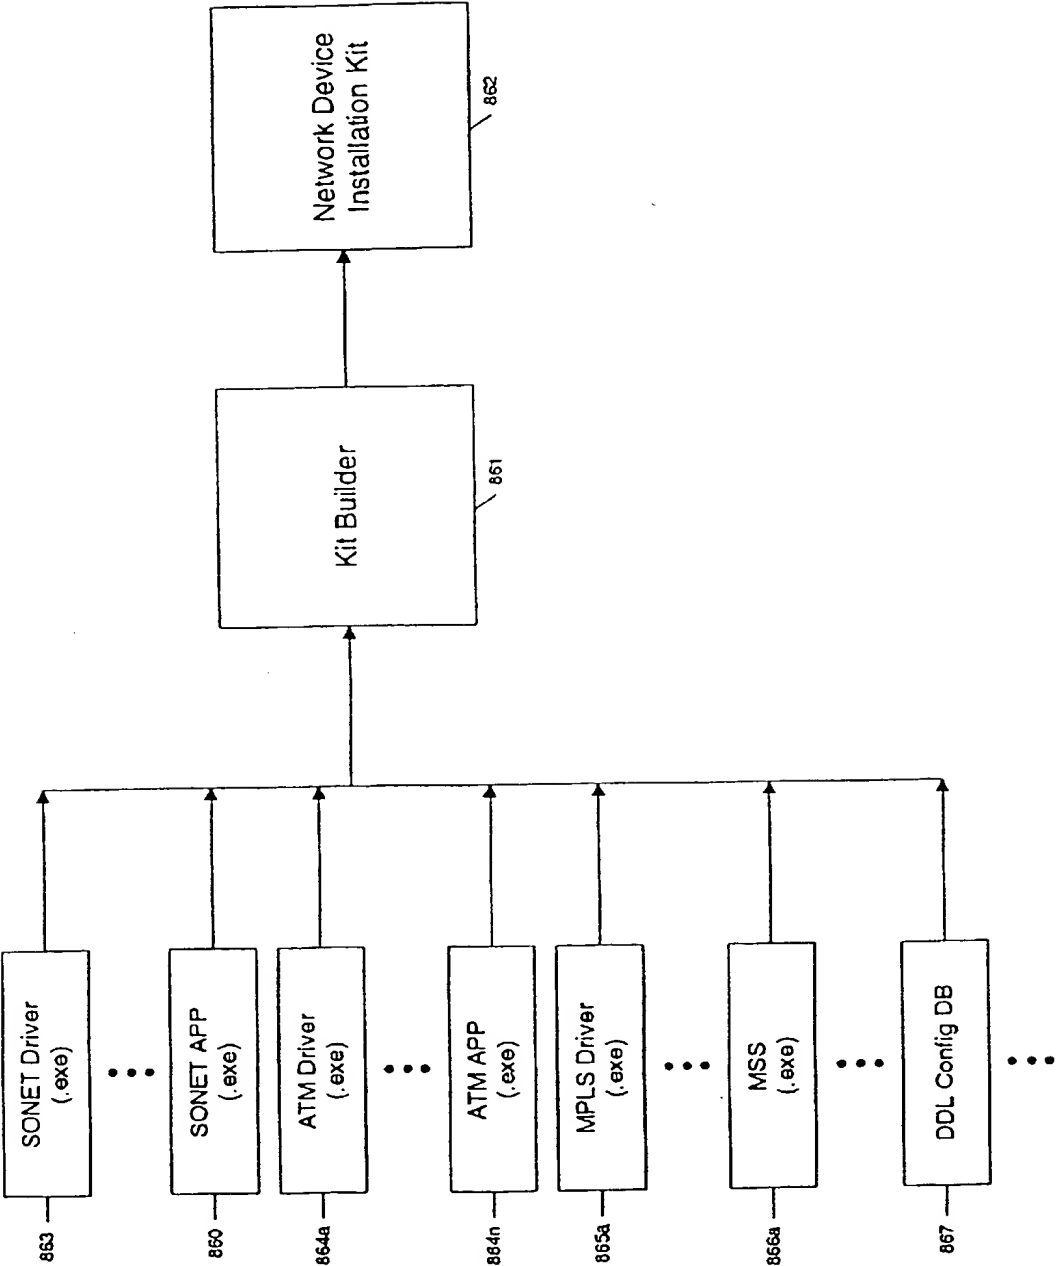 863
SONET Driver
(.exe)
860
SONET APP
(.exe)
864a
ATM Driver
(.exe)
864n
ATM APP
(.exe)
865a
MPLS Driver
(.exe)
866a
MSS
(.exe)
867
DDL Config DB
Kit Builder
861
Network Device
Installation Kit
862